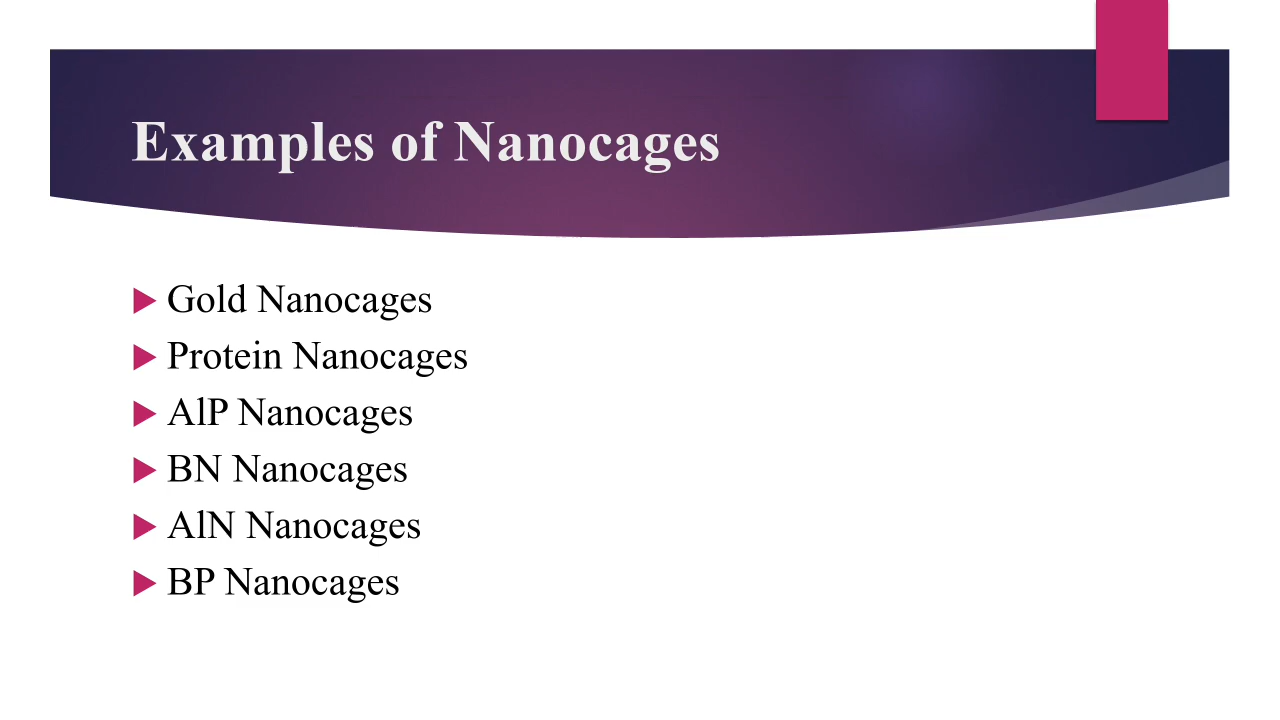 Examples of Nanocages
Gold Nanocages
Protein Nanocages
AlP Nanocages
BN Nanocages
AlN Nanocages
BP Nanocages